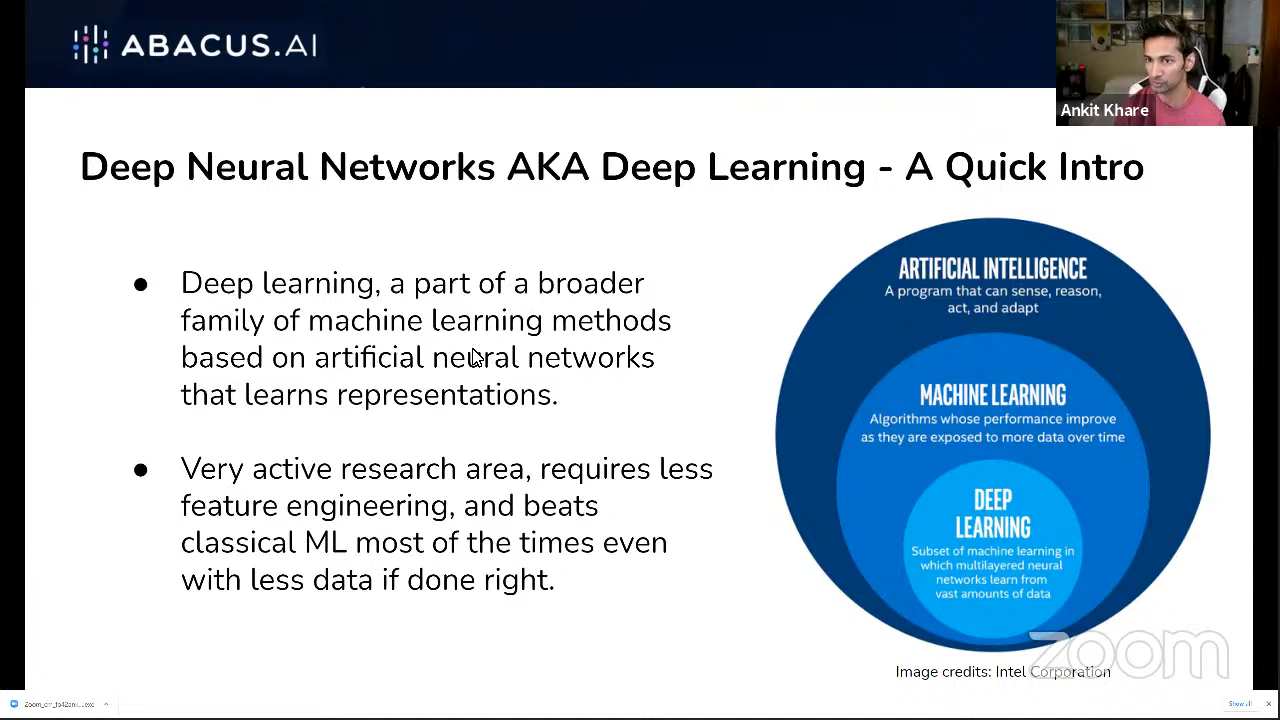 ABACUS.AI
Ankit Khare
Deep Neural Networks AKA Deep Learning - A Quick Intro
● Deep learning, a part of a broader
family of machine learning methods
based on artificial neural networks
that learns representations.
● Very active research area, requires less
feature engineering, and beats
classical ML most of the times even
with less data if done right.
ARTIFICIAL INTELLIGENCE
A program that can sense, reason,
act, and adapt
MACHINE LEARNING
Algorithms whose performance improve
as they are exposed to more data over time
DEEP
LEARNING
Subset of machine learning in
which multilayered neural
networks learn from
vast amounts of data
zoom
Image credits: Intel Corporation
Show all